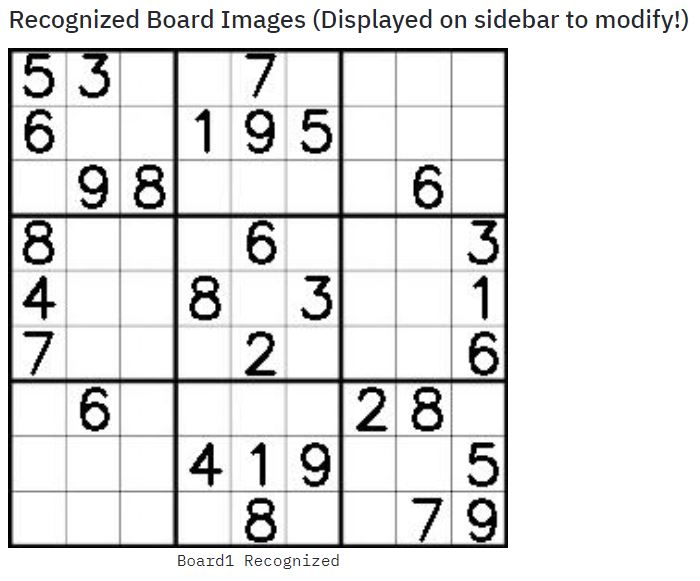 Recognized Board Images (Displayed on sidebar to modify!)
5 3 7
6 1 9 5
9 8 6
8 6 3
4 8 3 1
7 2 6
6 2 8
4 1 9 5
8 7 9
Board1 Recognized